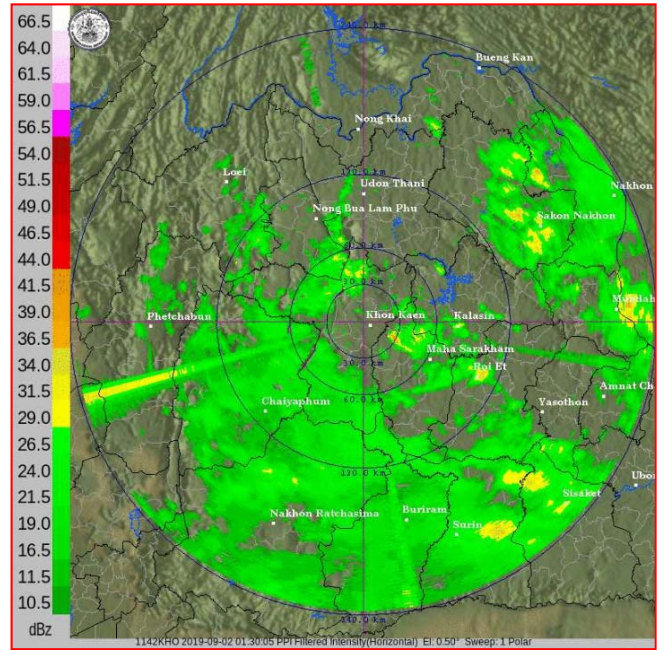 66.5
64.0
61.5
59.0
56.5
54.0
51.5
49.0
46.5
44.0
41.5
39.0
36.5
34.0
31.5
29.0
26.5
24.0
21.5
19.0
16.5
11.5
10.5
dBz
Bueng Kan
Nong Khai
Loei
Udon Thani
Nakhon
Nong Bua Lam Phu
Sakon Nakhon
Mukdah
Phetchabun
Khon Kaen
Kalasin
Maha Sarakham
Roi Et
Amnat Ch
Chaiyaphum
Yasothon
60.0 km
Ubon
Sisaket
Nakhon Ratchasima
Buriram
Surin
1142KHO 2019-09-02 01:30:05 PPI Filtered Intensity(Horizontal) El: 0.50° Sweep: 1 Polar